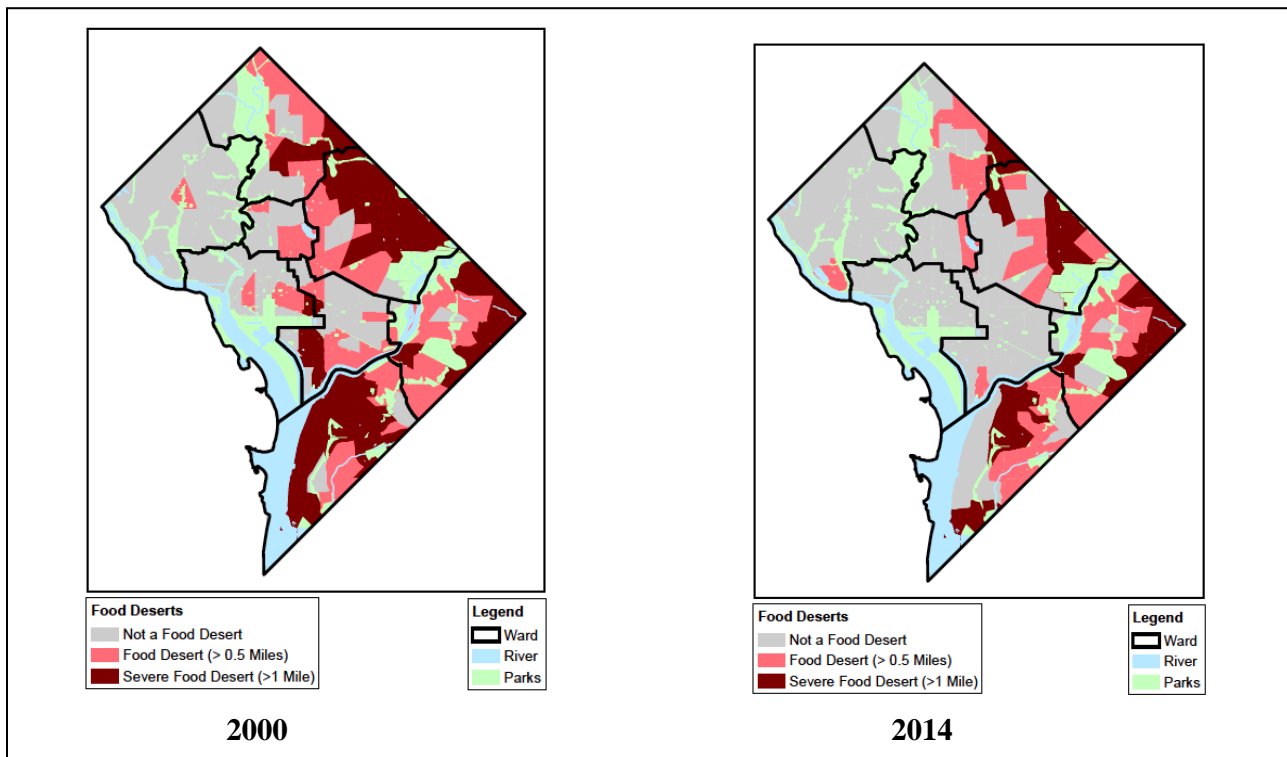 Food Deserts
Not a Food Desert
Food Desert (> 0.5 Miles)
Severe Food Desert (>1 Mile)
Legend
Ward
River
Parks
2000
Food Deserts
Not a Food Desert
Food Desert (> 0.5 Miles)
Severe Food Desert (>1 Mile)
Legend
Ward
River
Parks
2014